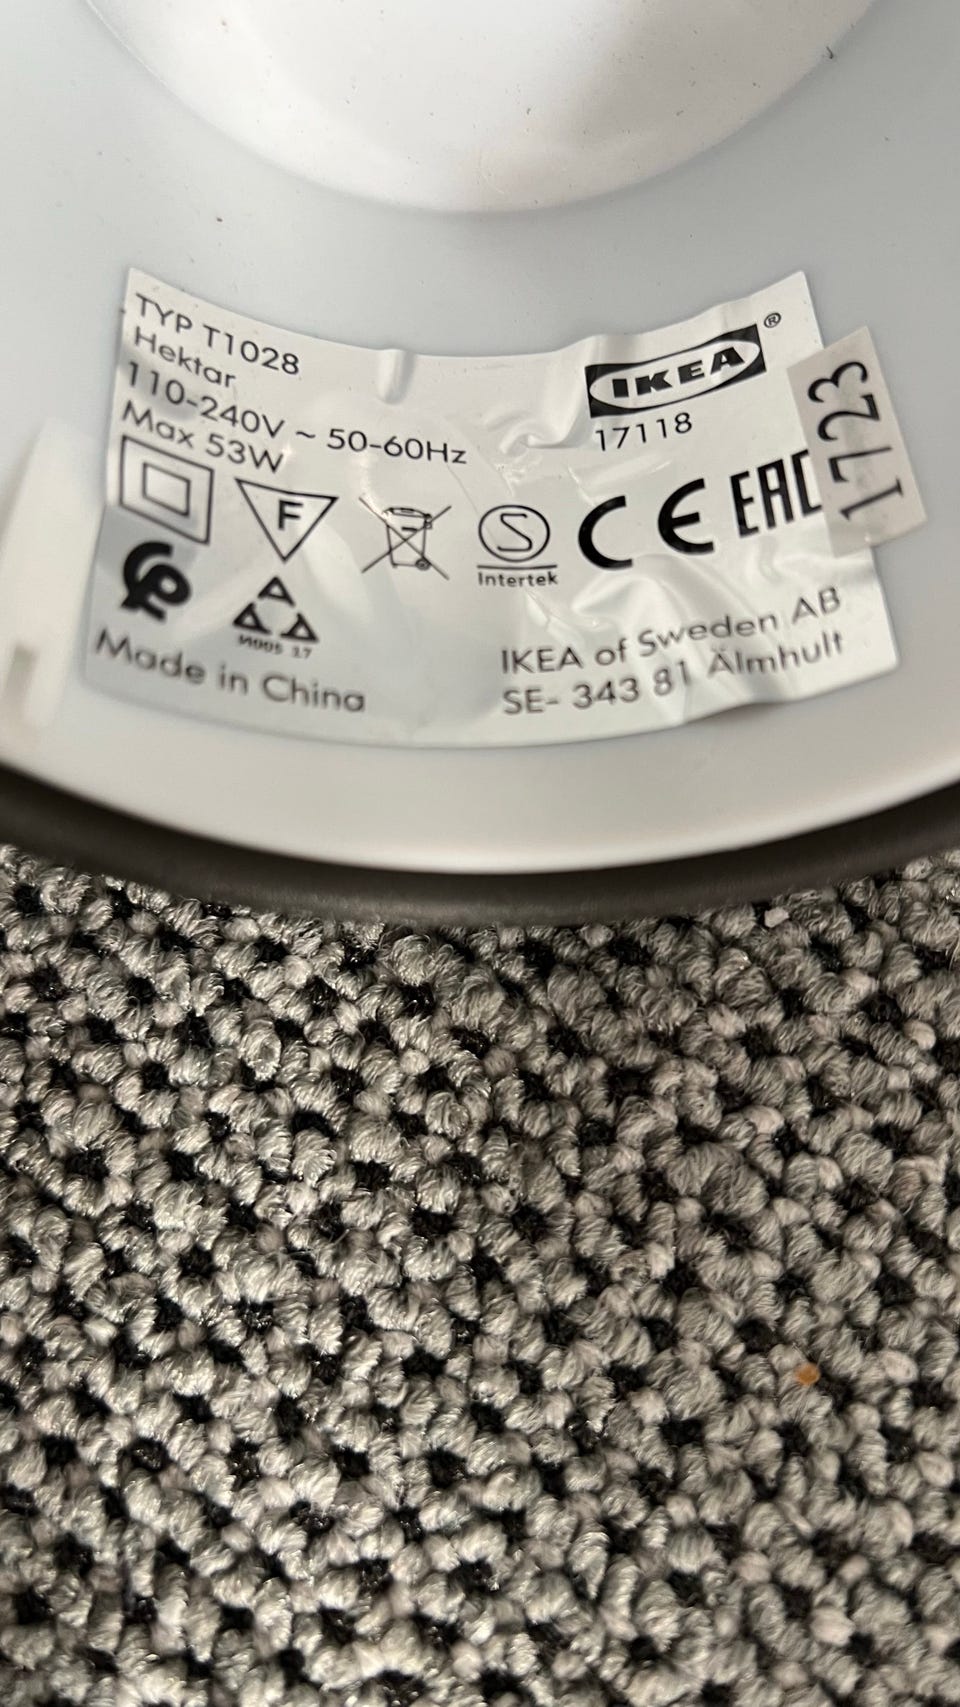 TYP T1028
Hektar
110-240V ~ 50-60Hz
Max 53W
IKEA ®
17118
1723
F
S
Intertek
CE
EAC
Made in China
IKEA of Sweden AB
SE- 343 81 Älmhult